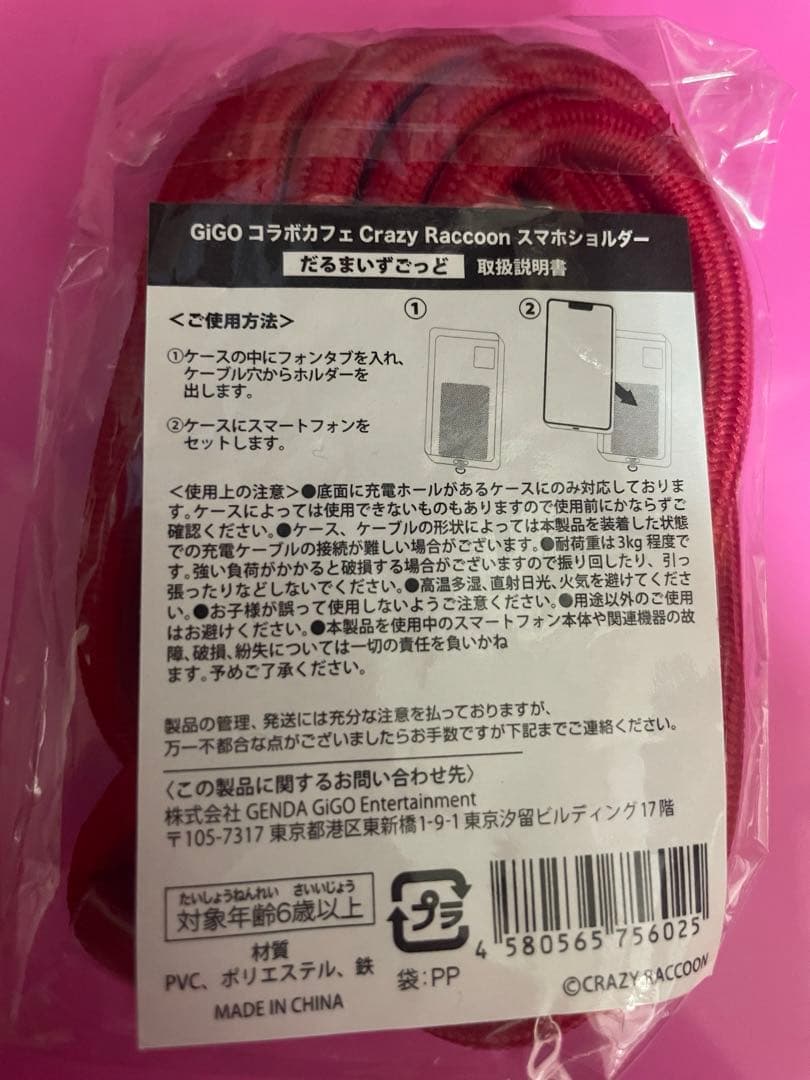 GiGO コラボカフェ Crazy Raccoon スマホショルダー
だるまいずごっど 取扱説明書
＜ご使用方法＞
① ②
①ケースの中にフォンタブを入れ、
ケーブル穴からホルダーを
出します。
②ケースにスマートフォンを
セットします。
＜使用上の注意＞●底面に充電ホールがあるケースにのみ対応しておりま
す。ケースによっては使用できないものもありますので使用前にかならずご
確認ください。●ケース、ケーブルの形状によっては本製品を装着した状態
での充電ケーブルの接続が難しい場合がございます。●耐荷重は3kg 程度で
す。強い負荷がかかると破損する場合がございますので振り回したり、引っ
張ったりなどしないでください。●高温多湿、直射日光、火気を避けてくださ
い。●お子様が誤って使用しないようご注意ください。●用途以外のご使用
はお避けください。●本製品を使用中のスマートフォン本体や関連機器の故
障、破損、紛失については一切の責任を負いかね
ます。予めご了承ください。
製品の管理、発送には充分な注意を払っておりますが、
万一不都合な点がございましたらお手数ですが下記までご連絡ください。
〈この製品に関するお問い合わせ先〉
株式会社 GENDA GiGO Entertainment
〒105-7317 東京都港区東新橋1-9-1 東京汐留ビルディング17階
たいしょうねんれい さいいじょう
対象年齢6歳以上
材質
PVC、ポリエステル、鉄
MADE IN CHINA
プラ
袋:PP
4 580565 756025
©CRAZY RACCOON